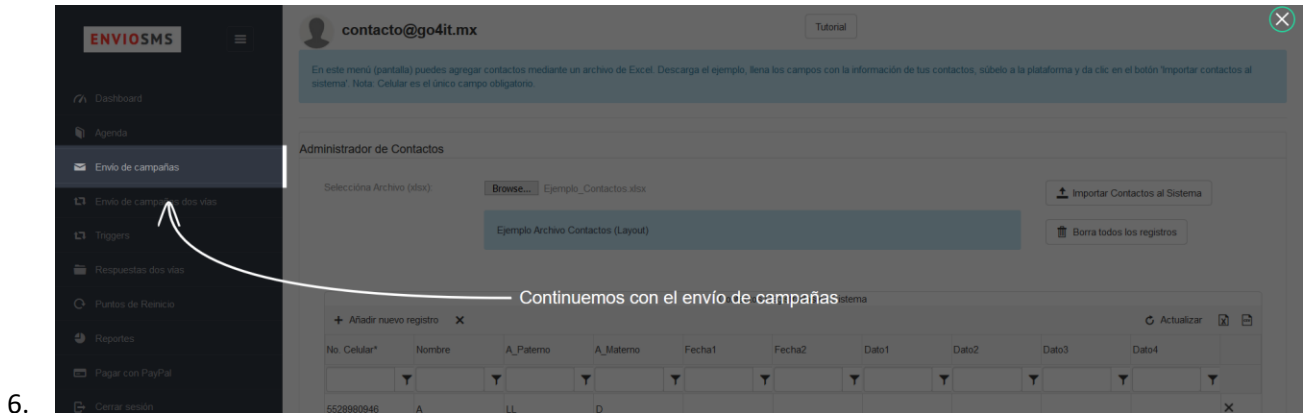 ENVIOSMS
contacto@go4it.mx
Tutorial
En este menú (pantalla) puedes agregar contactos mediante un archivo de Excel. Descarga el ejemplo, llena los campos con la información de tus contactos, súbelo a la plataforma y da clic en el botón 'Importar contactos al
sistema'. Nota: Celular es el único campo obligatorio.
Dashboard
Agenda
Envío de campañas
Envío de campañas dos vías
Triggers
Respuestas dos vías
Puntos de Reinicio
Reportes
Pagar con PayPal
Cerrar sesión
Administrador de Contactos
Seleccióna Archivo (xlsx)
Browse... Ejemplo_Contactos.xlsx
Importar Contactos al Sistema
Ejemplo Archivo Contactos (Layout)
Borra todos los registros
Continuemos con el envío de campañas
sistema
+ Añadir nuevo registro X
Actualizar
No. Celular* Nombre A_Paterno A_Materno Fecha1 Fecha2 Dato1 Dato2 Dato3 Dato4
5528980946 A LL D
6.